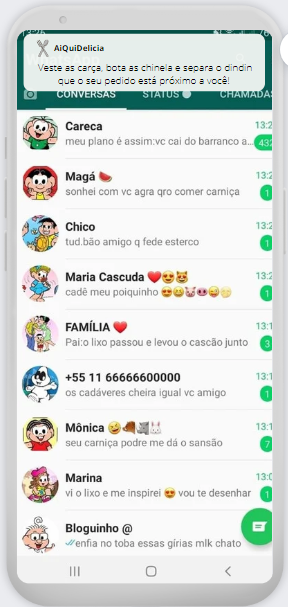 13:26
76
AiQuiDelicia
Veste as carça, bota as chinela e separa o dindin
que o seu pedido está próximo a você!
CONVERSAS STATUS CHAMADAS
Careca 13:2
meu plano é assim:vc cai do barranco a... 432
Magá 🍉 13:2
sonhei com vc agra qro comer carniça 1
Chico 13:2
tud.bão amigo q fede esterco 1
Maria Cascuda ❤️😍😻 13:2
cadê meu poiquinho 1
FAMÍLIA ❤️ 13:1
Pai:o lixo passou e levou o cascão junto 3
+55 11 66666600000 13:1
os cadáveres cheira igual vc amigo 1
Mônica 13:1
seu carniça podre me dá o sansão 7
Marina 13:0
vi o lixo e me inspirei 😍 vou te desenhar 1
Bloguinho @
enfia no toba essas gírias mlk chato